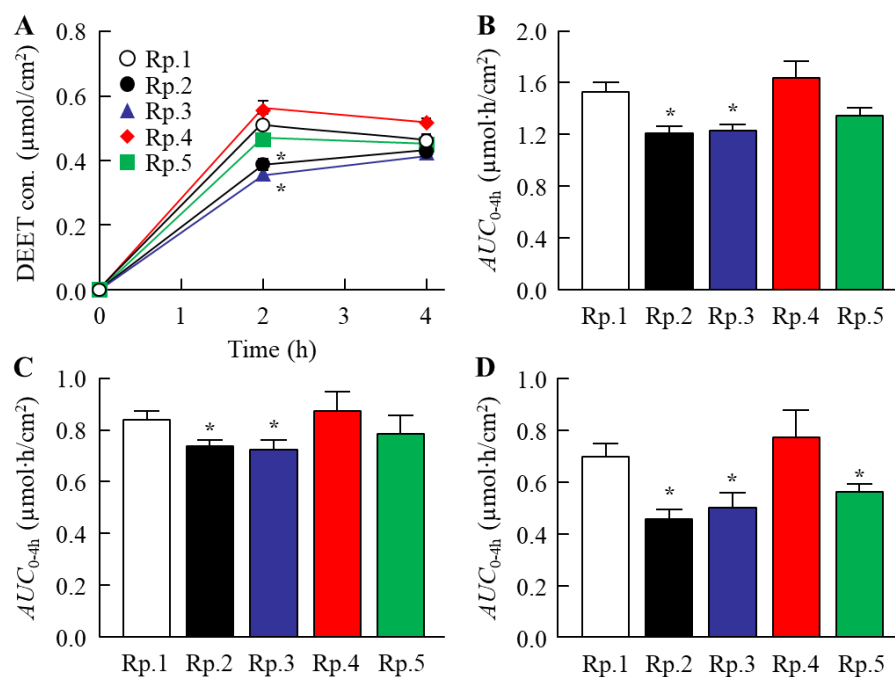 A
DEET con. (μmol/cm²)
0.8
0.6
0.4
0.2
0.0
Rp.1
Rp.2
Rp.3
Rp.4
Rp.5
*
*
0 1 2 3 4
Time (h)
B
AUC0-4h (μmol·h/cm²)
2.0
1.6
1.2
0.8
0.4
0.0
* *
Rp.1 Rp.2 Rp.3 Rp.4 Rp.5
C
AUC0-4h (μmol·h/cm²)
1.0
0.8
0.6
0.4
0.2
0.0
* *
Rp.1 Rp.2 Rp.3 Rp.4 Rp.5
D
AUC0-4h (μmol·h/cm²)
1.0
0.8
0.6
0.4
0.2
0.0
* * *
Rp.1 Rp.2 Rp.3 Rp.4 Rp.5